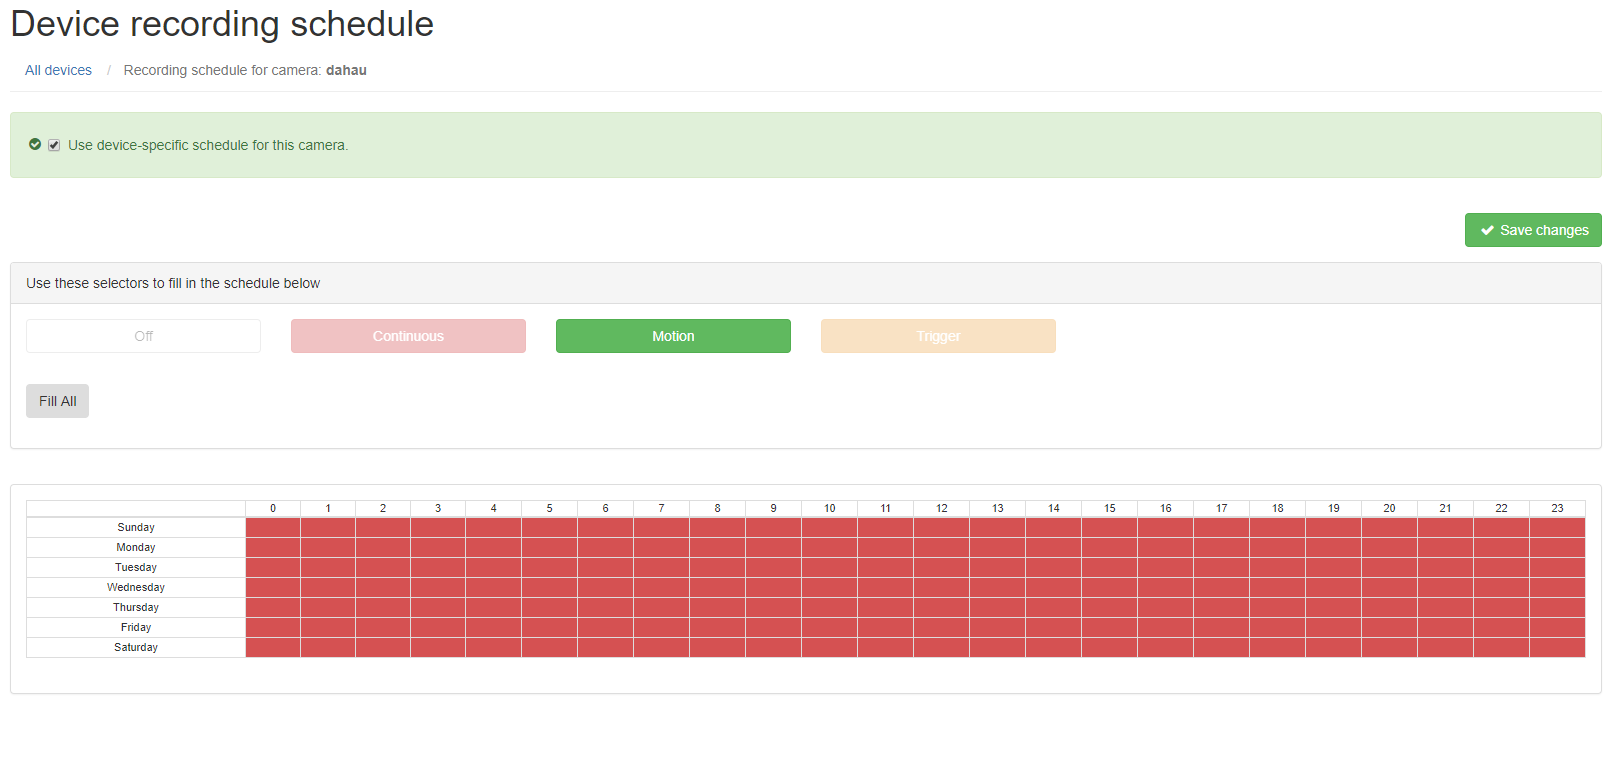 Device recording schedule
All devices / Recording schedule for camera: dahau
Use device-specific schedule for this camera.
Save changes
Use these selectors to fill in the schedule below
Off Continuous Motion Trigger
Fill All
0 1 2 3 4 5 6 7 8 9 10 11 12 13 14 15 16 17 18 19 20 21 22 23
Sunday
Monday
Tuesday
Wednesday
Thursday
Friday
Saturday